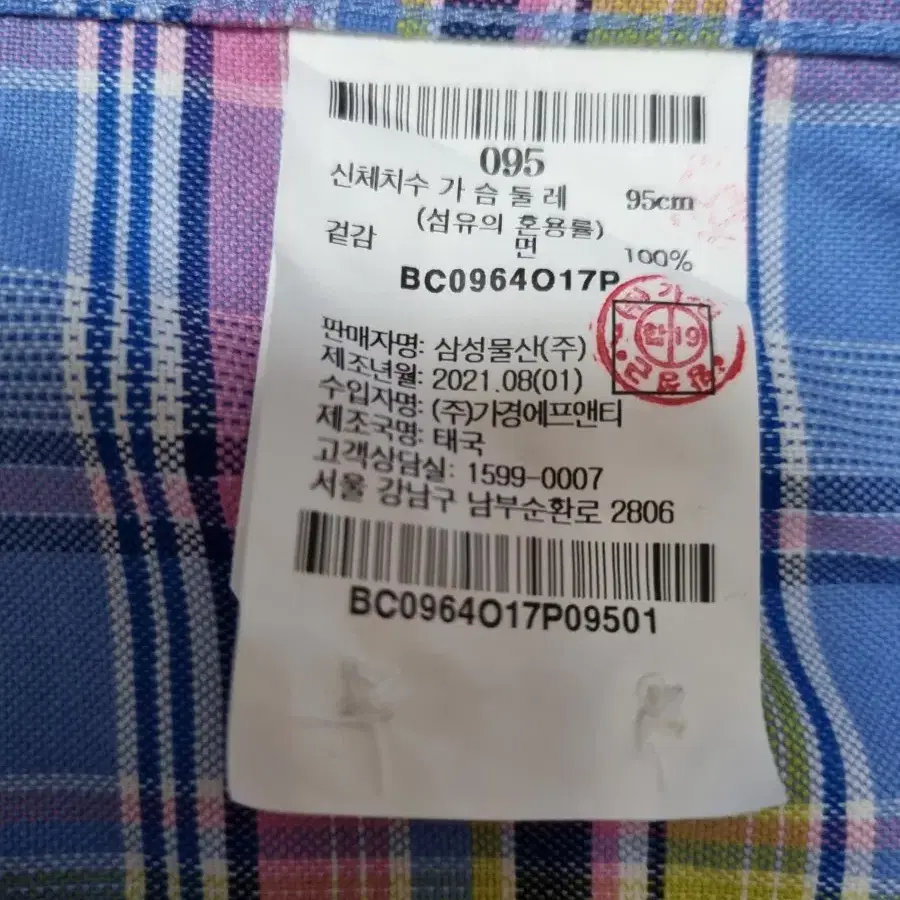 095
신체치수 가 슴 둘 레 95cm
(섬유의 혼용률)
겉감 면 100%
BC0964O17P
판매자명: 삼성물산(주)
제조년월: 2021.08(01)
수입자명: (주)가경에프앤티
제조국명: 태국
고객상담실: 1599-0007
서울 강남구 남부순환로 2806
합 19
BC0964O17P09501